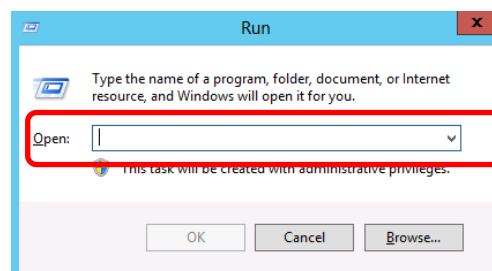 Run
x
Type the name of a program, folder, document, or Internet
resource, and Windows will open it for you.
Open:
This task will be created with administrative privileges.
OK Cancel Browse...